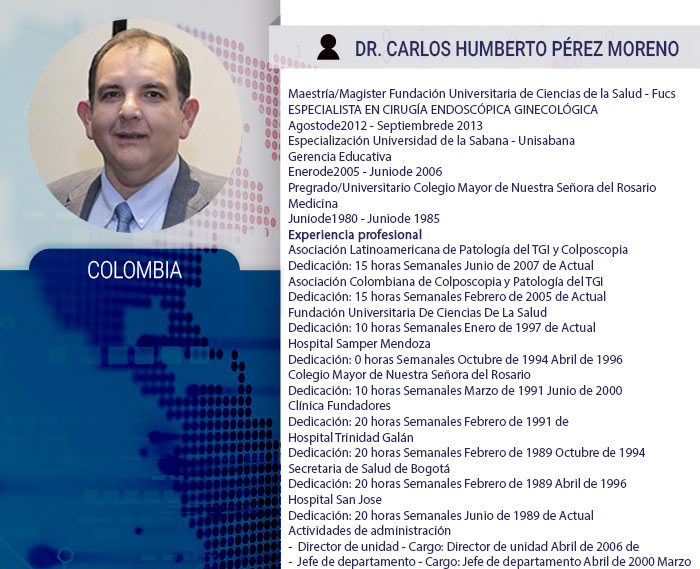 DR. CARLOS HUMBERTO PÉREZ MORENO
Maestría/Magister Fundación Universitaria de Ciencias de la Salud - Fucs
ESPECIALISTA EN CIRUGÍA ENDOSCÓPICA GINECOLÓGICA
Agostode2012 - Septiembrede 2013
Especialización Universidad de la Sabana - Unisabana
Gerencia Educativa
Enerode2005 - Juniode 2006
Pregrado/Universitario Colegio Mayor de Nuestra Señora del Rosario
Medicina
Juniode1980 - Juniode 1985
Experiencia profesional
Asociación Latinoamericana de Patología del TGI y Colposcopia
Dedicación: 15 horas Semanales Junio de 2007 de Actual
Asociación Colombiana de Colposcopia y Patología del TGI
Dedicación: 15 horas Semanales Febrero de 2005 de Actual
Fundación Universitaria De Ciencias De La Salud
Dedicación: 10 horas Semanales Enero de 1997 de Actual
Hospital Samper Mendoza
Dedicación: 0 horas Semanales Octubre de 1994 Abril de 1996
Colegio Mayor de Nuestra Señora del Rosario
Dedicación: 10 horas Semanales Marzo de 1991 Junio de 2000
Clínica Fundadores
Dedicación: 20 horas Semanales Febrero de 1991 de
Hospital Trinidad Galán
Dedicación: 20 horas Semanales Febrero de 1989 Octubre de 1994
Secretaria de Salud de Bogotá
Dedicación: 20 horas Semanales Febrero de 1989 Abril de 1996
Hospital San Jose
Dedicación: 20 horas Semanales Junio de 1989 de Actual
Actividades de administración
- Director de unidad - Cargo: Director de unidad Abril de 2006 de
- Jefe de departamento - Cargo: Jefe de departamento Abril de 2000 Marzo
COLOMBIA